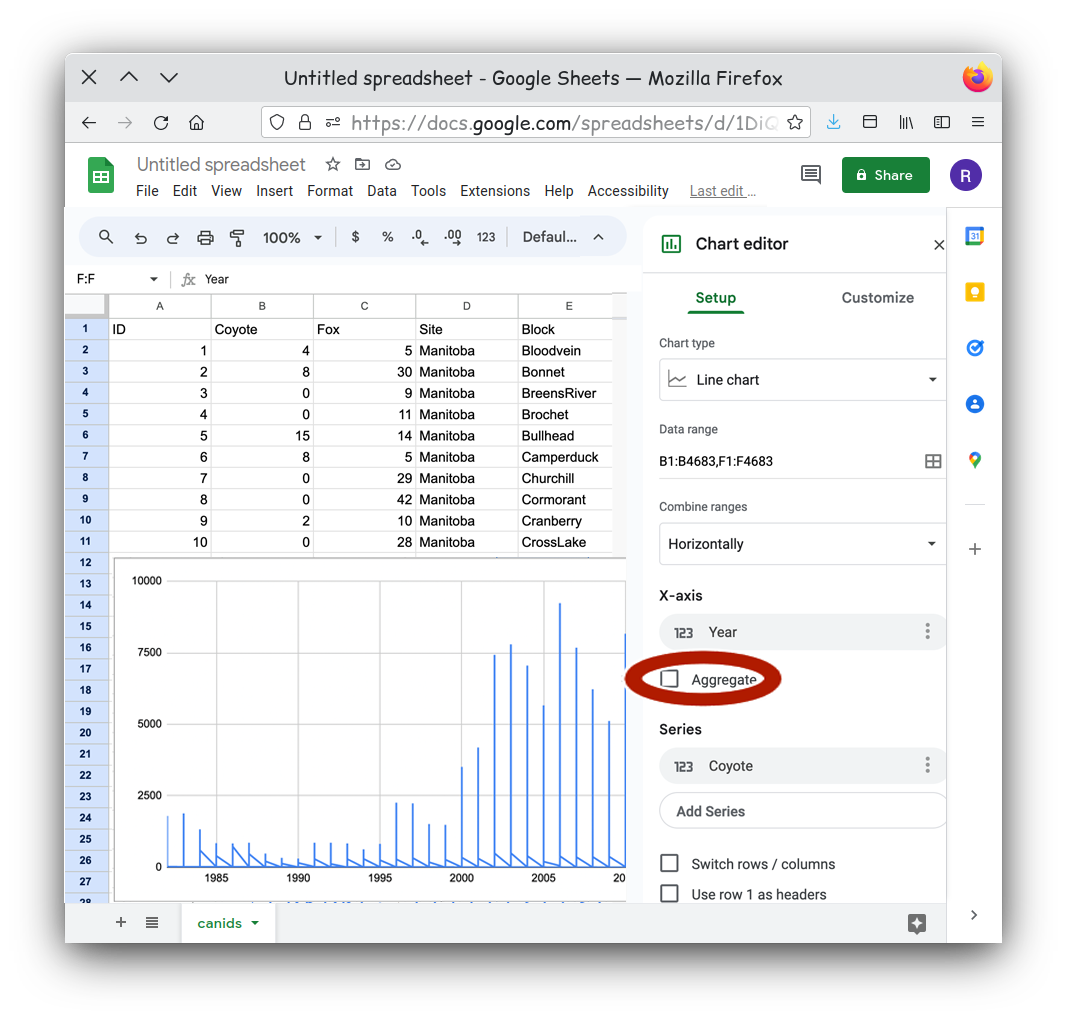 Untitled spreadsheet - Google Sheets — Mozilla Firefox
https://docs.google.com/spreadsheets/d/1DiQ
Untitled spreadsheet
File Edit View Insert Format Data Tools Extensions Help Accessibility Last edit ...
Share
R
100% $ % .0 .00 123 Defaul...
31
F:F fx Year
A B C D E
1 ID Coyote Fox Site Block
2 1 4 5 Manitoba Bloodvein
3 2 8 30 Manitoba Bonnet
4 3 0 9 Manitoba BreensRiver
5 4 0 11 Manitoba Brochet
6 5 15 14 Manitoba Bullhead
7 6 8 5 Manitoba Camperduck
8 7 0 29 Manitoba Churchill
9 8 0 42 Manitoba Cormorant
10 9 2 10 Manitoba Cranberry
11 10 0 28 Manitoba CrossLake
12
13
14
15
16
17
18
19
20
21
22
23
24
25
26
27
28
10000
7500
5000
2500
0
1985 1990 1995 2000 2005 20
canids
Chart editor
Setup Customize
Chart type
Line chart
Data range
B1:B4683,F1:F4683
Combine ranges
Horizontally
X-axis
123 Year
Aggregate
Series
123 Coyote
Add Series
Switch rows / columns
Use row 1 as headers